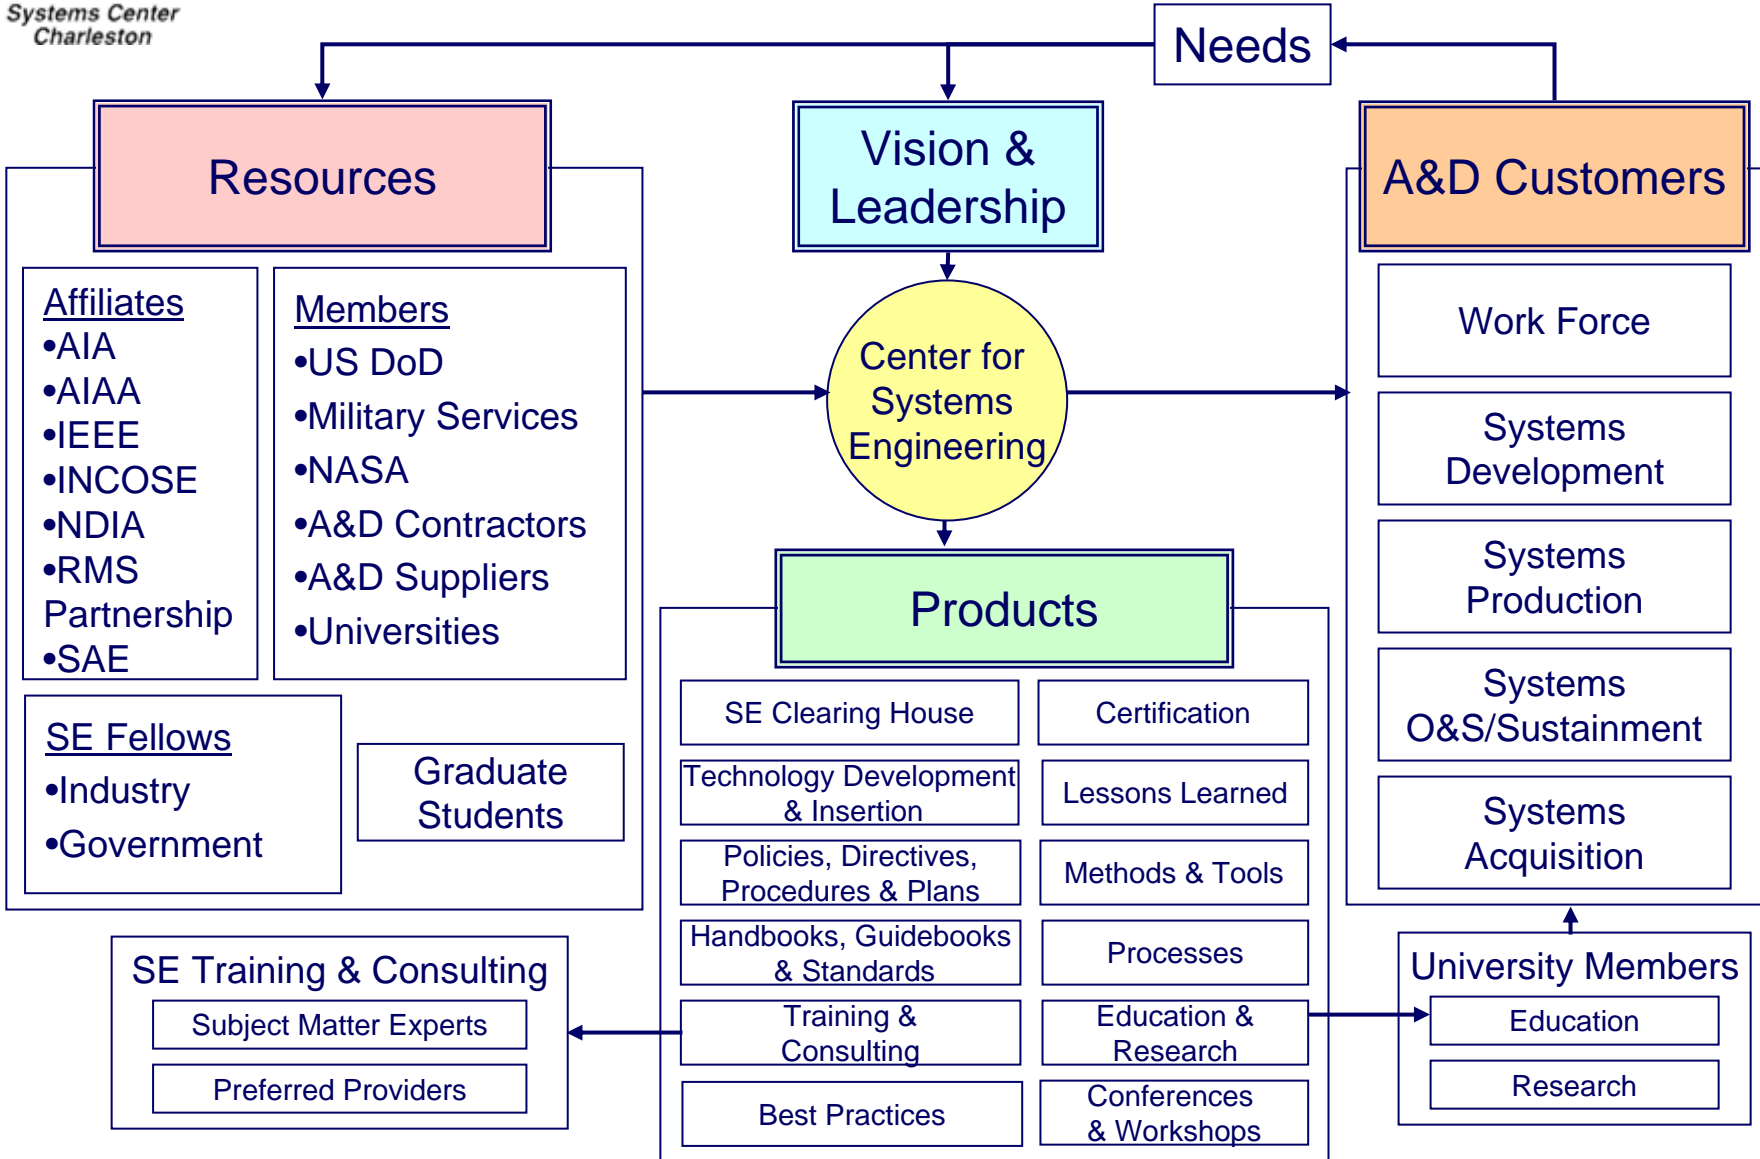 Systems Center
Charleston
Needs
Resources
Vision &
Leadership
A&D Customers
Affiliates
•AIA
•AIAA
•IEEE
•INCOSE
•NDIA
•RMS
Partnership
•SAE
Members
•US DoD
•Military Services
•NASA
•A&D Contractors
•A&D Suppliers
•Universities
SE Fellows
•Industry
•Government
Graduate
Students
Center for
Systems
Engineering
Work Force
Systems
Development
Systems
Production
Systems
O&S/Sustainment
Systems
Acquisition
Products
SE Clearing House
Certification
Technology Development
& Insertion
Lessons Learned
Policies, Directives,
Procedures & Plans
Methods & Tools
Handbooks, Guidebooks
& Standards
Processes
Training &
Consulting
Education &
Research
Best Practices
Conferences
& Workshops
SE Training & Consulting
Subject Matter Experts
Preferred Providers
University Members
Education
Research